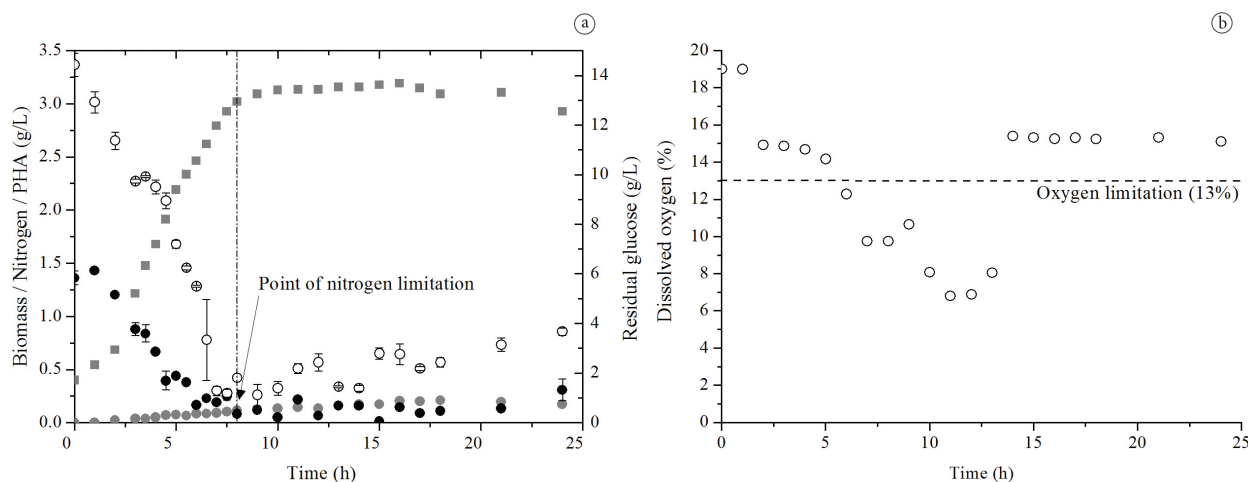 a
3.5
3.0
2.5
2.0
1.5
1.0
0.5
0.0
Biomass / Nitrogen / PHA (g/L)
14
12
10
8
6
4
2
0
Residual glucose (g/L)
Point of nitrogen limitation
0 5 10 15 20 25
Time (h)
b
20
18
16
14
12
10
8
6
4
2
0
Dissolved oxygen (%)
Oxygen limitation (13%)
0 5 10 15 20 25
Time (h)